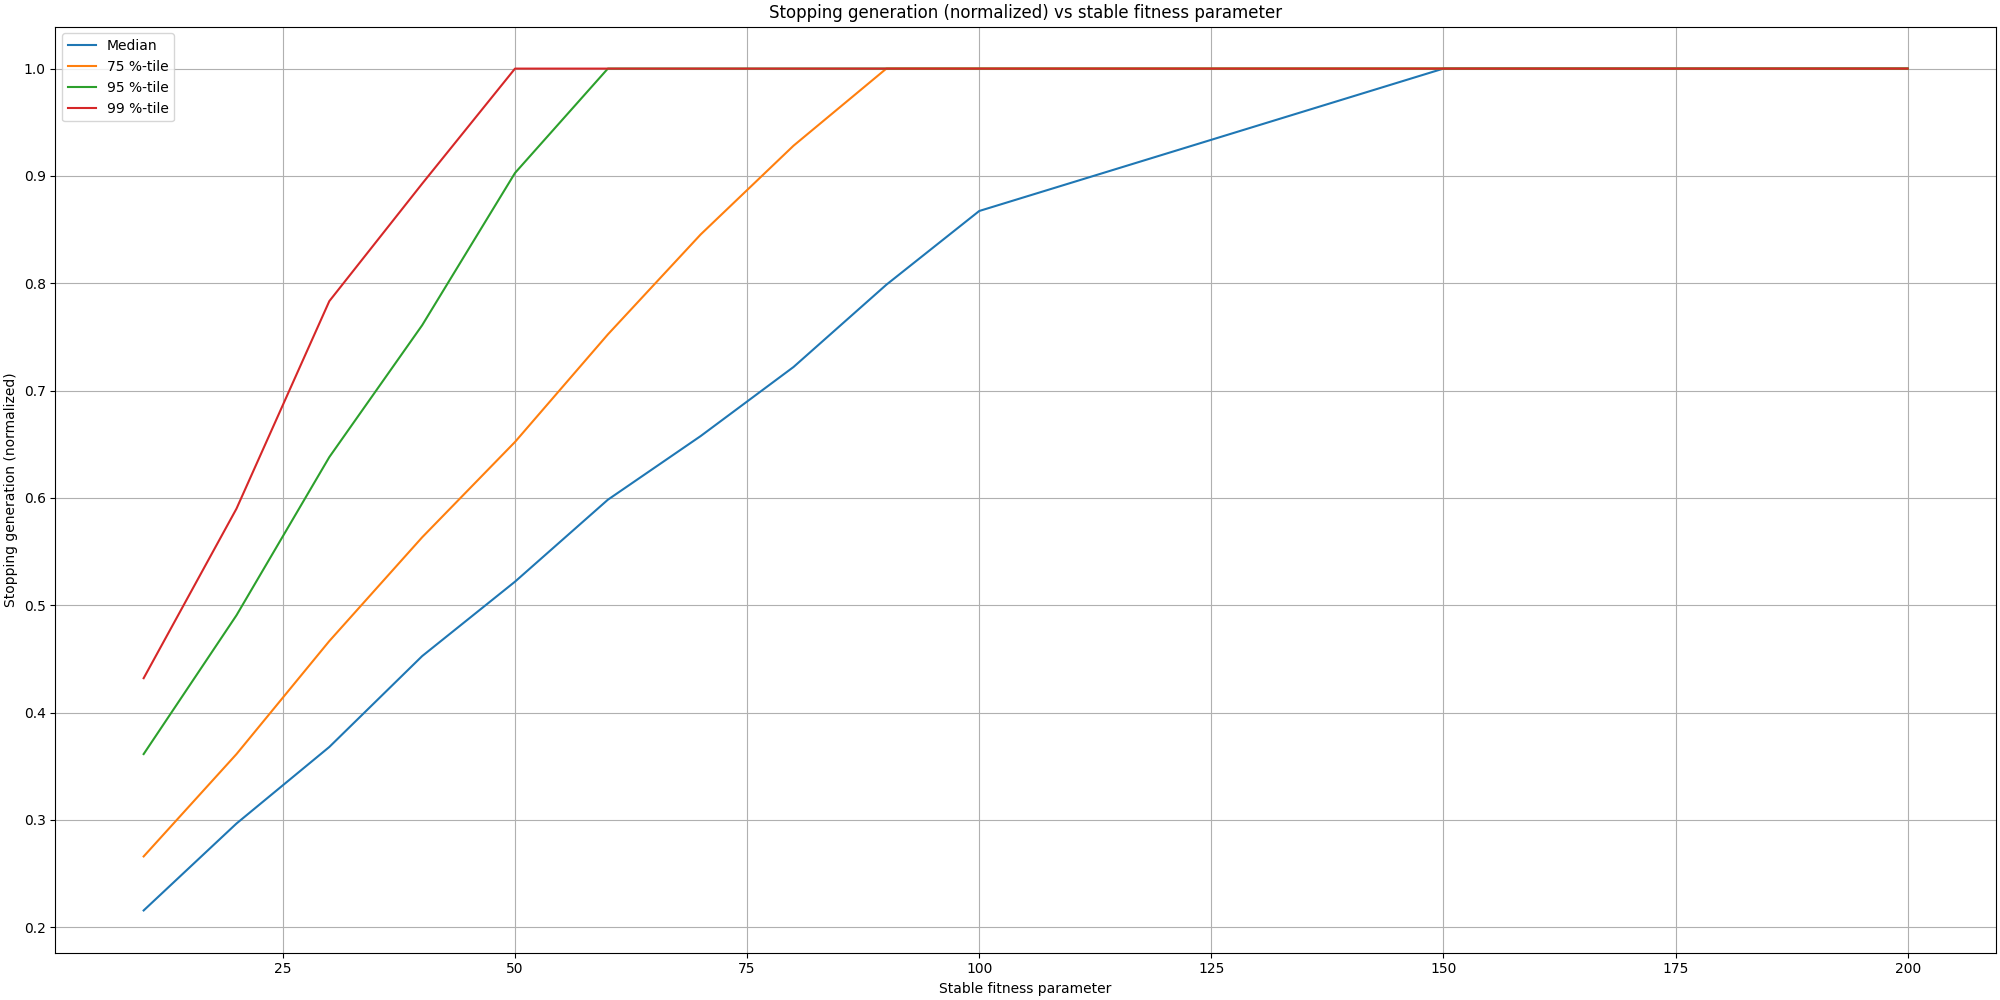 Stopping generation (normalized) vs stable fitness parameter
Median
75 %-tile
95 %-tile
99 %-tile
Stopping generation (normalized)
1.0
0.9
0.8
0.7
0.6
0.5
0.4
0.3
0.2
25 50 75 100 125 150 175 200
Stable fitness parameter